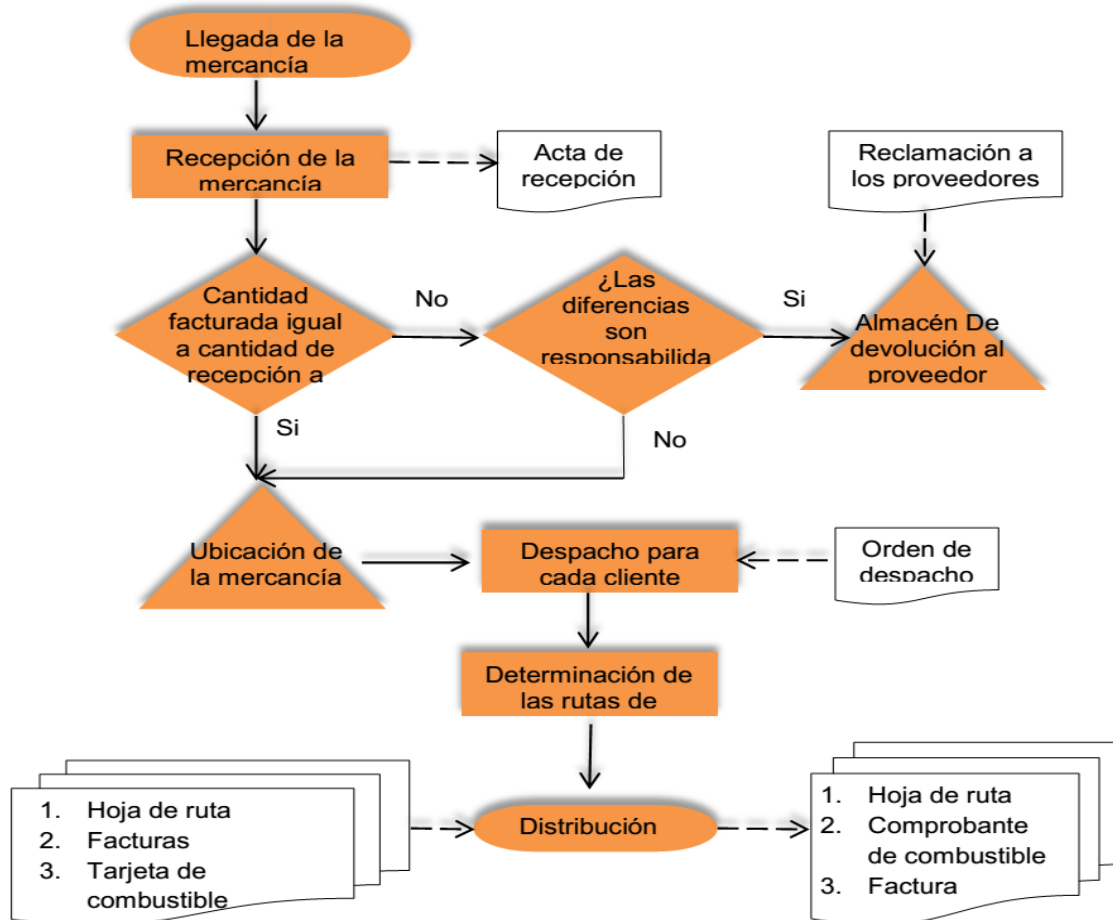 Llegada de la
mercancía
Recepción de la
mercancía
Acta de
recepción
Reclamación a
los proveedores
Cantidad
facturada igual
a cantidad de
recepción a
No
¿Las
diferencias
son
responsabilida
Si
Almacén De
devolución al
proveedor
Si
No
Ubicación de
la mercancía
Despacho para
cada cliente
Orden de
despacho
Determinación de
las rutas de
1. Hoja de ruta
2. Facturas
3. Tarjeta de
combustible
Distribución
1. Hoja de ruta
2. Comprobante
de combustible
3. Factura